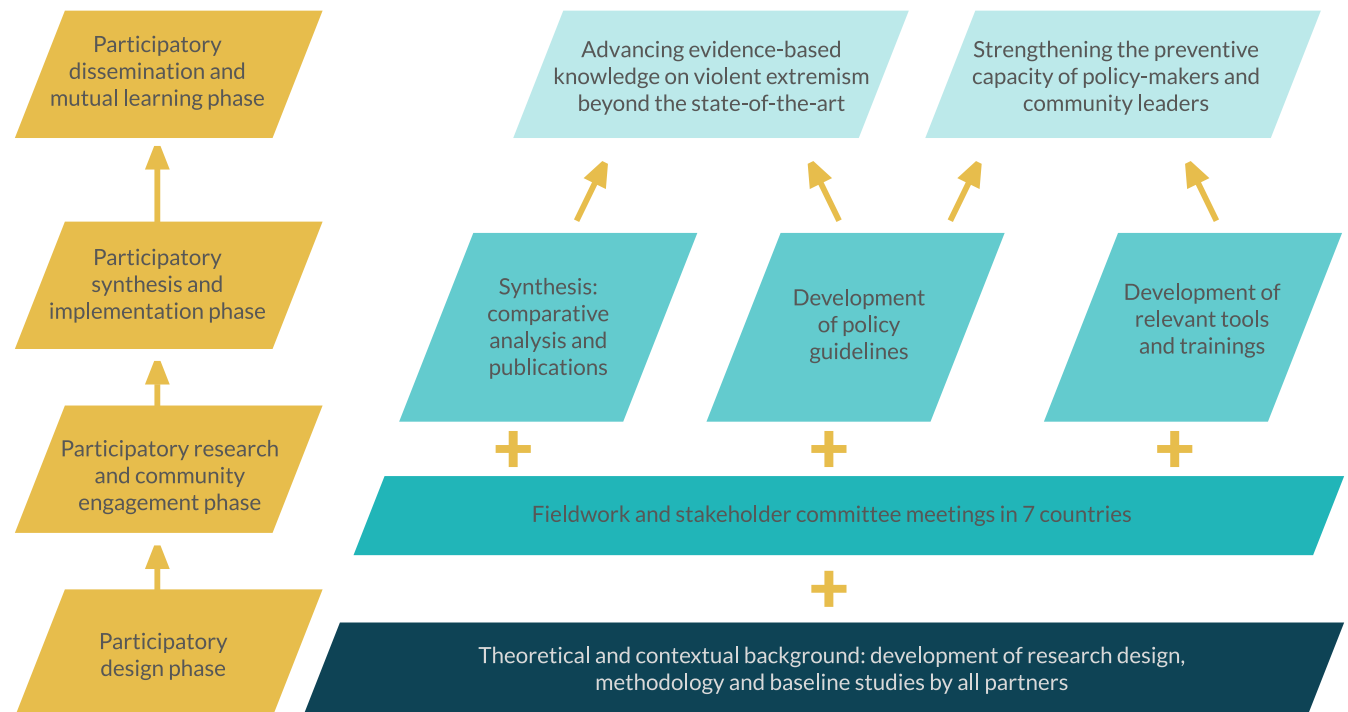 Participatory
dissemination and
mutual learning phase
Advancing evidence-based
knowledge on violent extremism
beyond the state-of-the-art
Strengthening the preventive
capacity of policy-makers and
community leaders
Participatory
synthesis and
implementation phase
Synthesis:
comparative
analysis and
publications
Development
of policy
guidelines
Development of
relevant tools
and trainings
Participatory research
and community
engagement phase
Fieldwork and stakeholder committee meetings in 7 countries
Participatory
design phase
Theoretical and contextual background: development of research design,
methodology and baseline studies by all partners